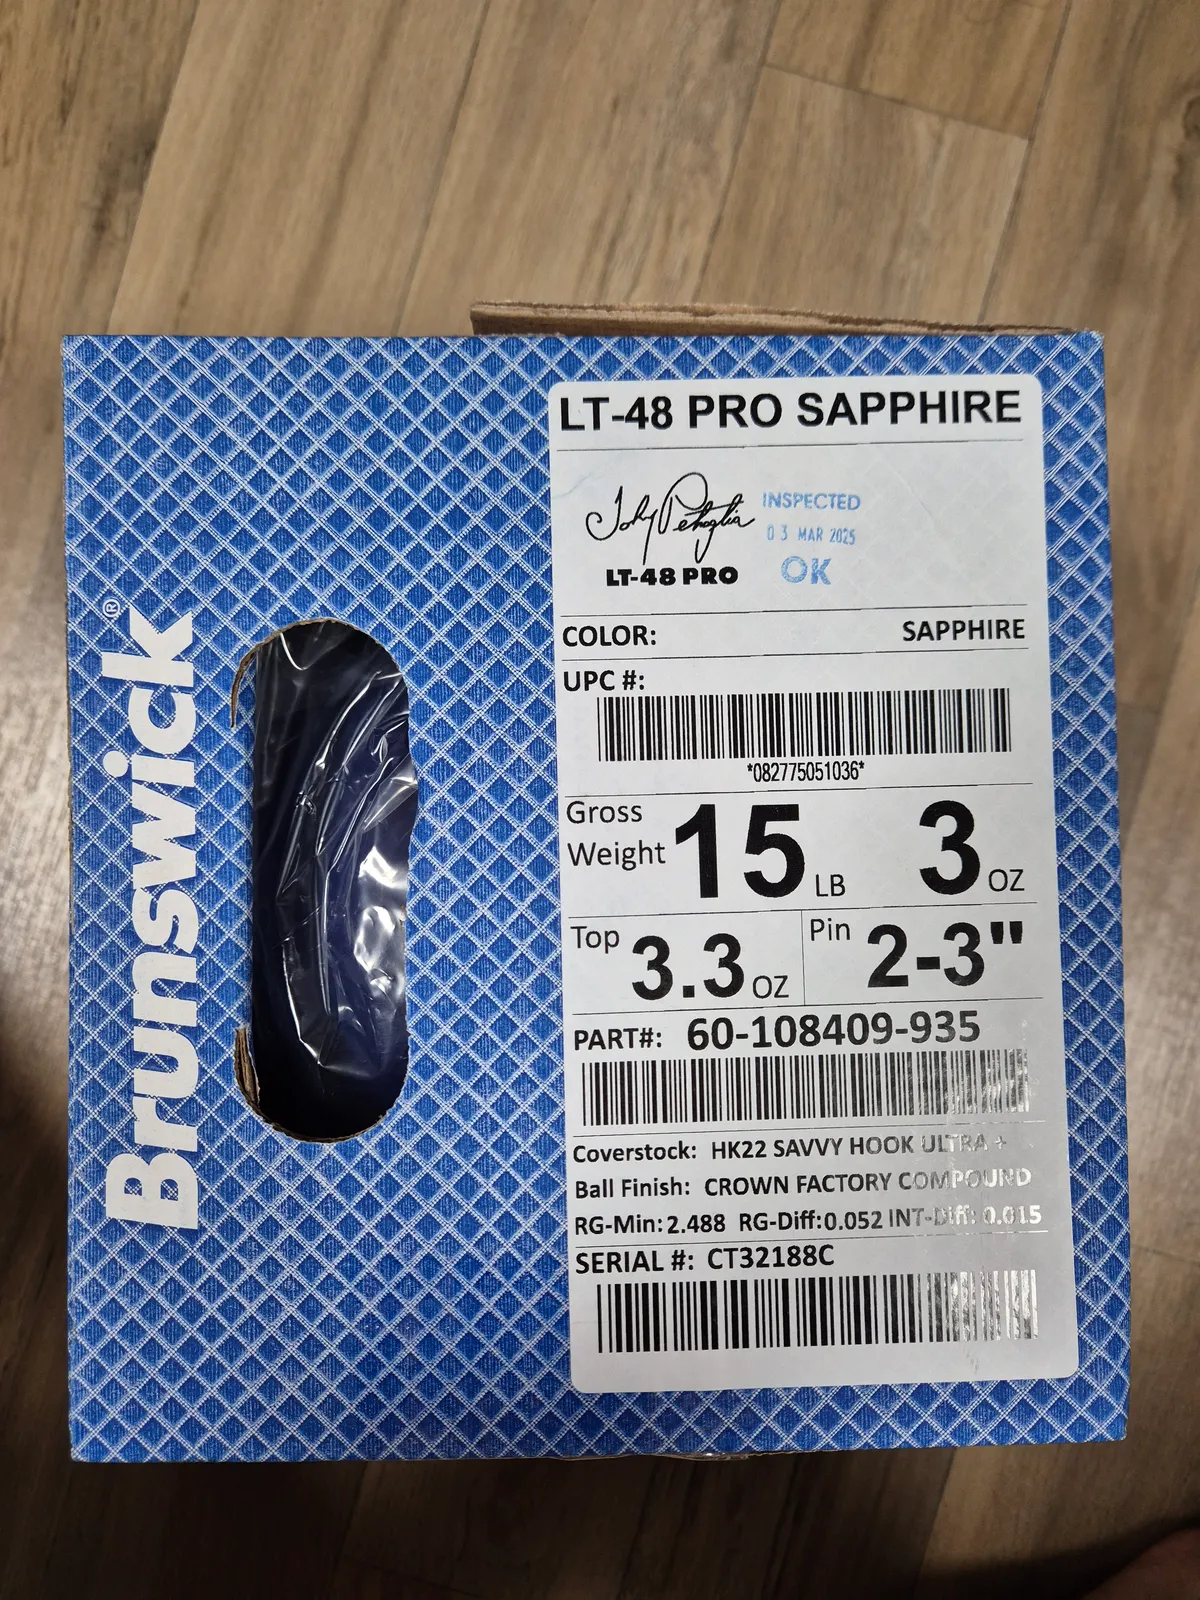 Brunswick®
LT-48 PRO SAPPHIRE
LT-48 PRO
INSPECTED
03 MAR 2025
OK
COLOR: SAPPHIRE
UPC #:
*082775051036*
Gross Weight 15 LB 3 OZ
Top 3.3 OZ Pin 2-3"
PART#: 60-108409-935
Coverstock: HK22 SAVVY HOOK ULTRA +
Ball Finish: CROWN FACTORY COMPOUND
RG-Min: 2.488 RG-Diff: 0.052 INT-Diff: 0.015
SERIAL #: CT32188C